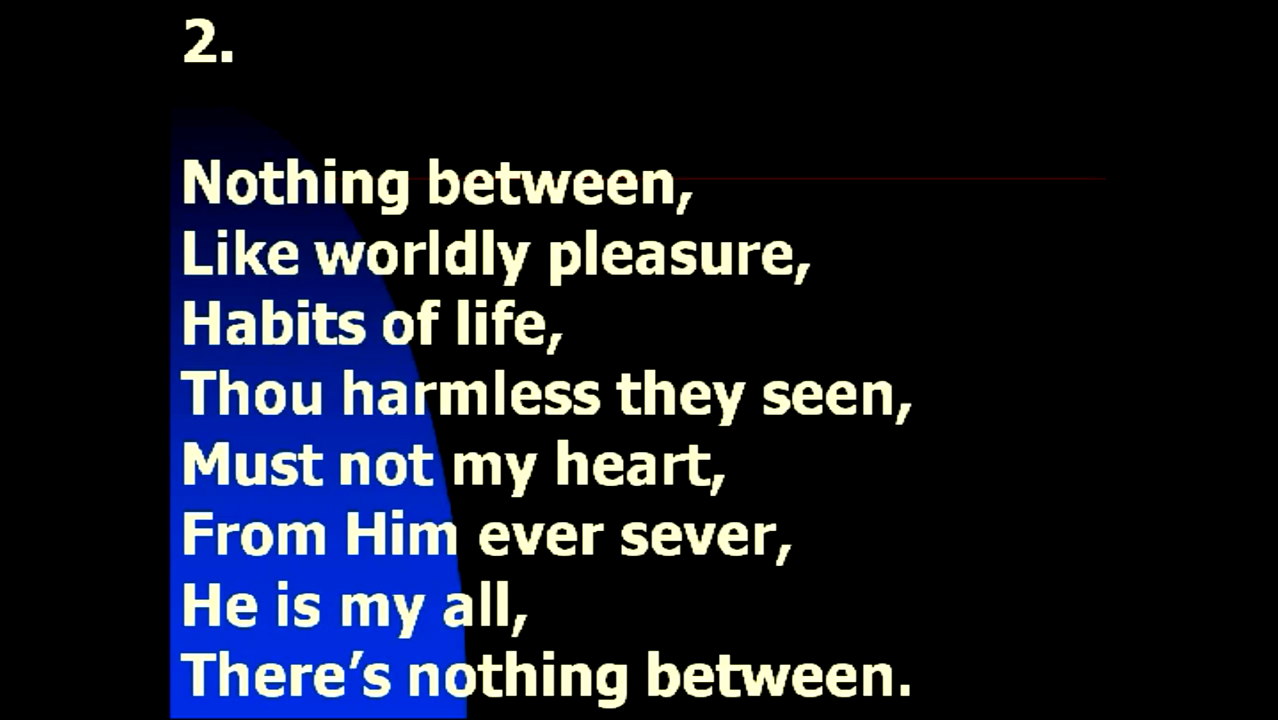 2.
Nothing between,
Like worldly pleasure,
Habits of life,
Thou harmless they seen,
Must not my heart,
From Him ever sever,
He is my all,
There’s nothing between.